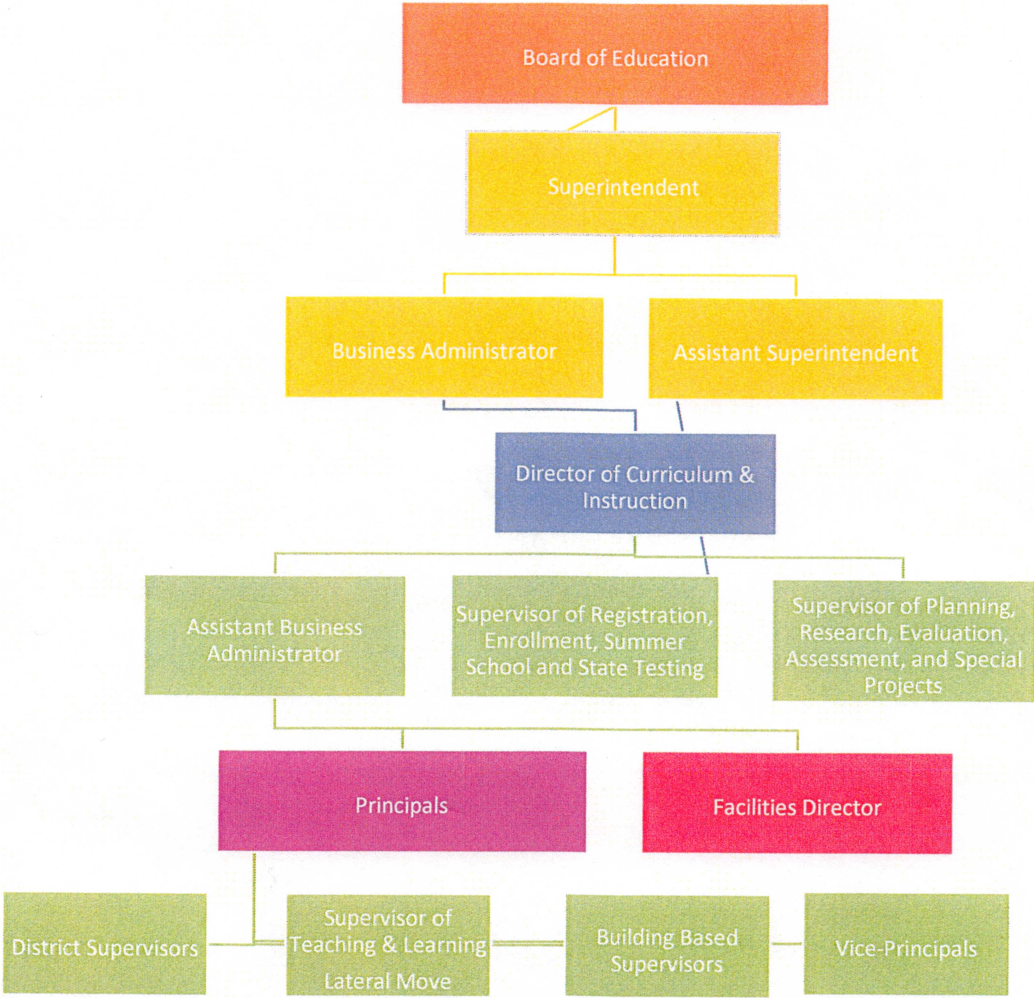 Board of Education
Superintendent
Business Administrator
Assistant Superintendent
Director of Curriculum &
Instruction
Assistant Business
Administrator
Supervisor of Registration,
Enrollment, Summer
School and State Testing
Supervisor of Planning,
Research, Evaluation,
Assessment, and Special
Projects
Principals
Facilities Director
District Supervisors
Supervisor of
Teaching & Learning
Lateral Move
Building Based
Supervisors
Vice-Principals